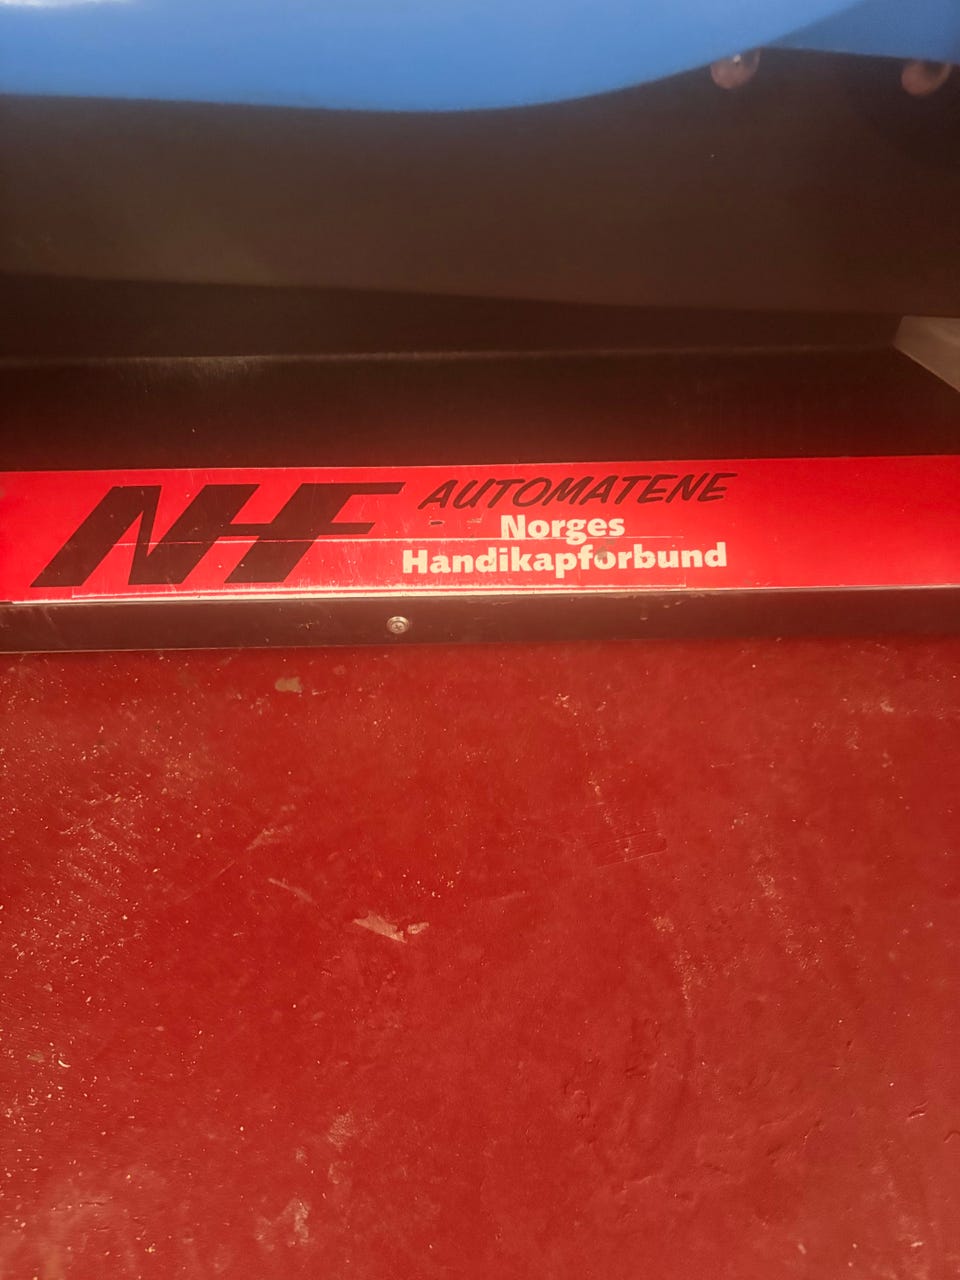 NHF
AUTOMATENE
Norges
Handikapforbund